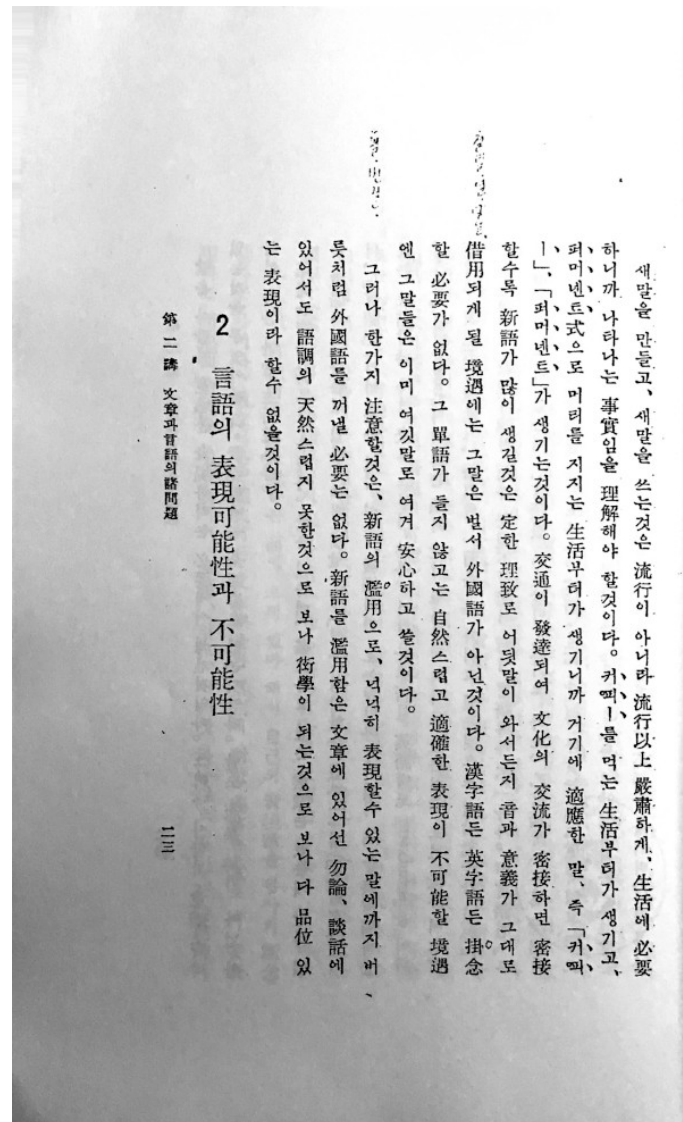 새말을 만들고, 새말을 쓰는것은 流行이 아니라 流行以上 嚴肅하게, 生活에 必要
하니까 나타나는 事實임을 理解해야 할것이다. 커피ー를 먹는 生活부터가 생기고,
퍼머넨트式으로 머리를 지지는 生活부터가 생기니까 거기에 適應한 말, 즉「커피
ー」,「퍼머넨트」가 생기는것이다. 交通이 發達되여 文化의 交流가 密接하면 密接
할수록 新語가 많이 생길것은 定한 理致로 어딋말이 와서든지 音과 意義가 그대로
借用되게 될 境遇에는 그말은 벌서 外國語가 아닌것이다. 漢字語든 英字語든 掛念
할 必要가 없다. 그 單語가 들지 않고는 自然스럽고 適確한 表現이 不可能할 境遇
엔 그말들은 이미 여깃말로 여겨 安心하고 쓸것이다.
그러나 한가지 注意할것은, 新語의 濫用으로, 넉넉히 表現할수 있는 말에까지 버
릇처럼 外國語를 꺼낼 必要는 없다. 新語를 濫用함은 文章에 있어선 勿論, 談話에
있어서도 語調의 天然스럽지 못한것으로 보나 衒學이 되는것으로 보나 다 品位 있
는 表現이라 할수 없을것이다.
2 言語의 表現可能性과 不可能性
第二講 文章과言語의諸問題
二三